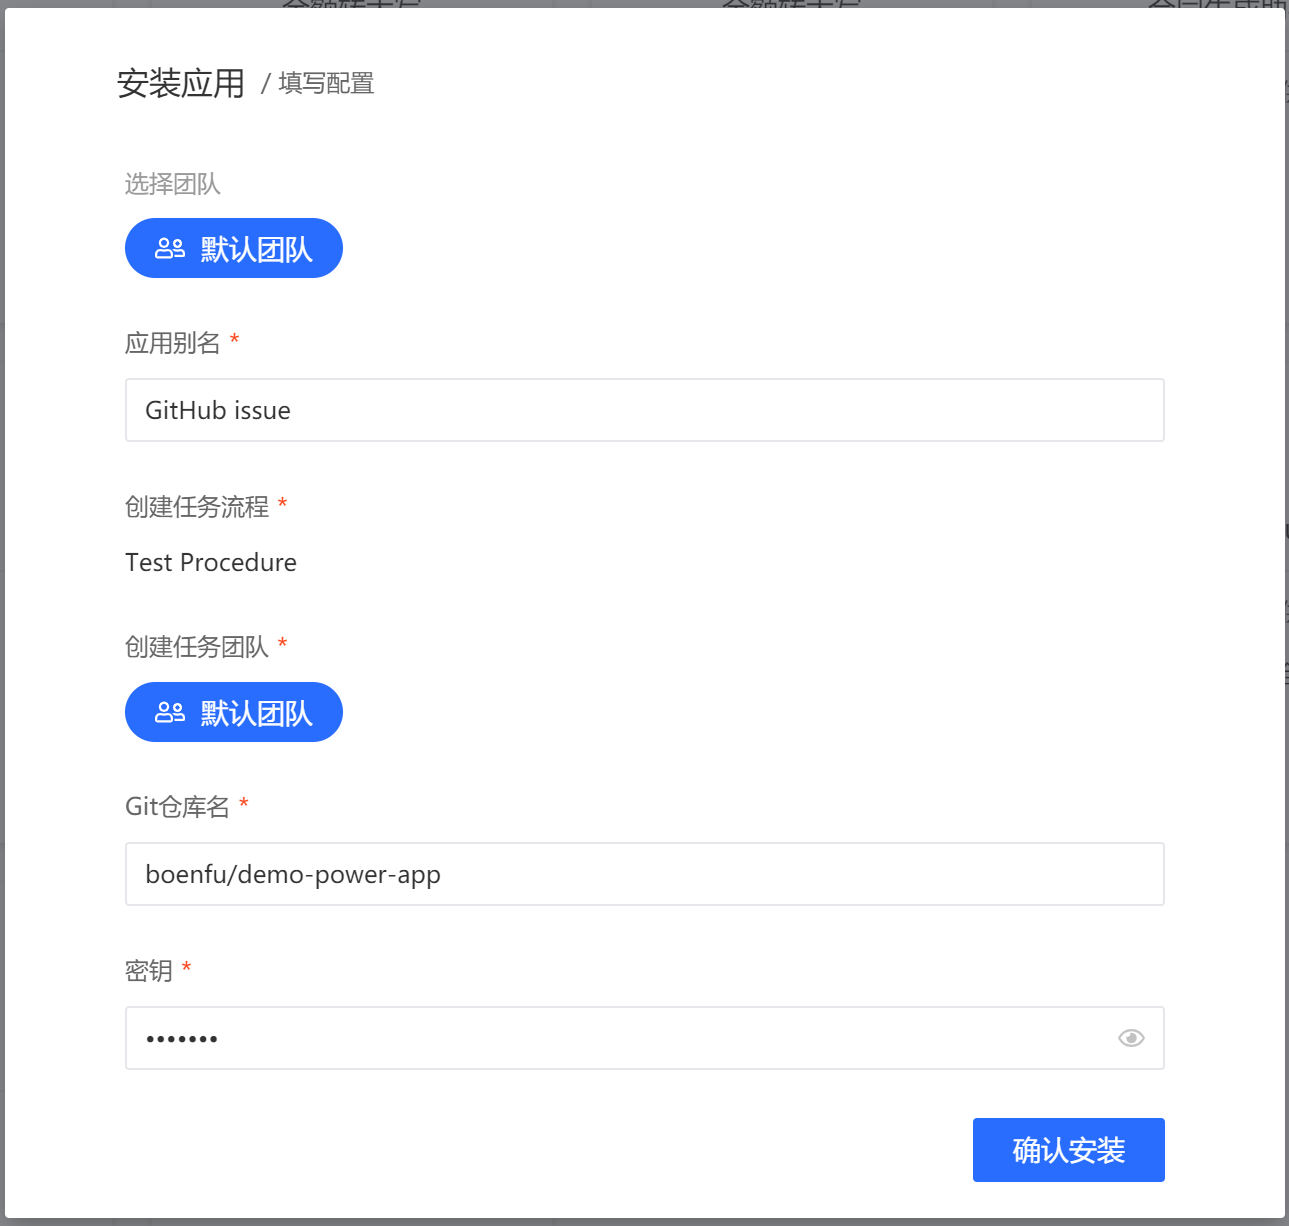 安装应用 / 填写配置
选择团队
默认团队
应用别名 *
GitHub issue
创建任务流程 *
Test Procedure
创建任务团队 *
默认团队
Git仓库名 *
boenfu/demo-power-app
密钥 *
•••••••
确认安装